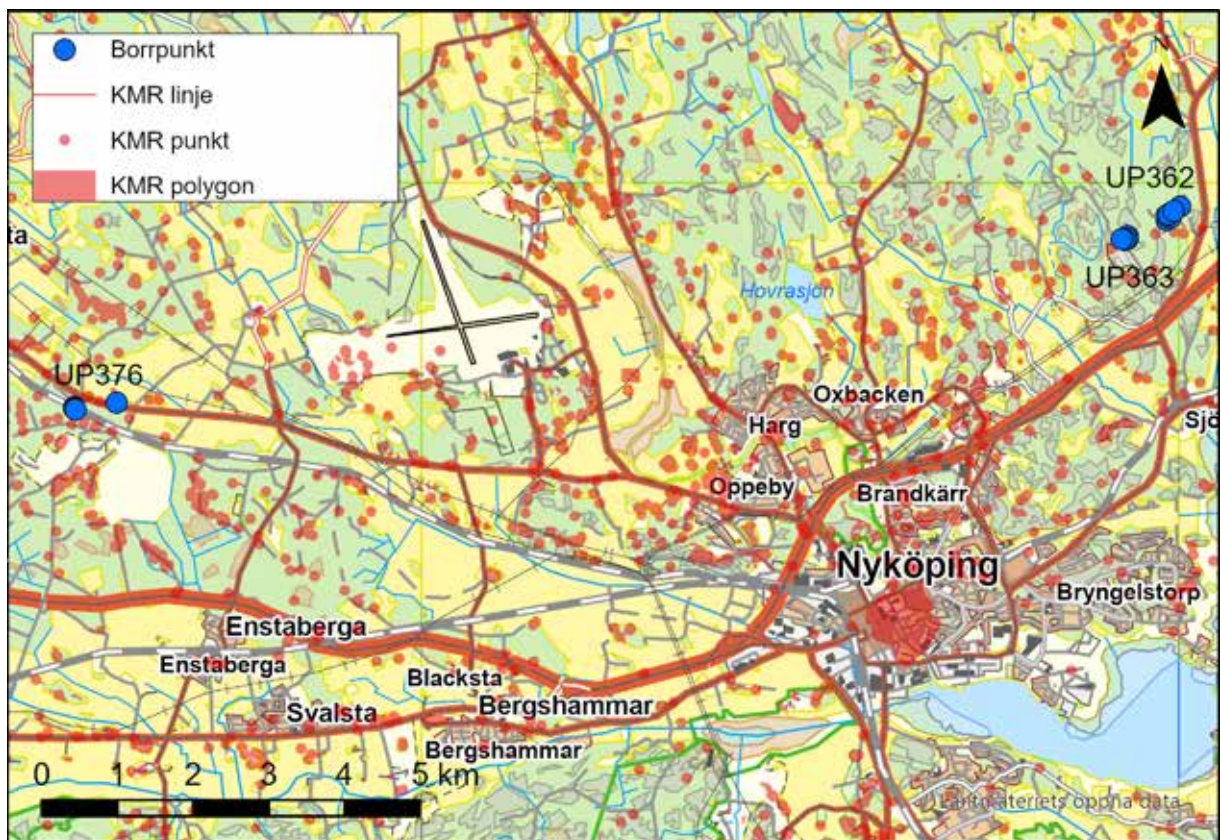 Borrpunkt
KMR linje
KMR punkt
KMR polygon
N
UP362
UP363
ta
Hovrasjön
UP376
Oxbacken
Harg
Sjö
Oppeby
Brandkärr
Nyköping
Bryngelstorp
Enstaberga
Enstaberga
Blacksta
Bergshammar
Svalsta
Bergshammar
0 1 2 3 4 5 km
Lantmäteriets öppna data